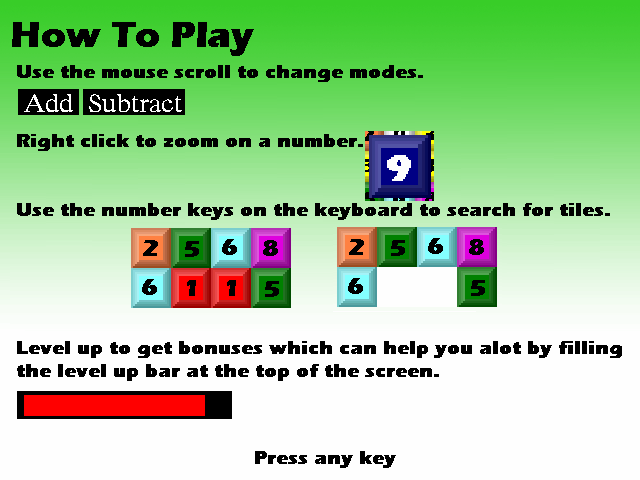 How To Play
Use the mouse scroll to change modes.
Add Subtract
Right click to zoom on a number.
9
Use the number keys on the keyboard to search for tiles.
2 5 6 8 2 5 6 8
6 1 1 5 6 5
Level up to get bonuses which can help you alot by filling
the level up bar at the top of the screen.
Press any key